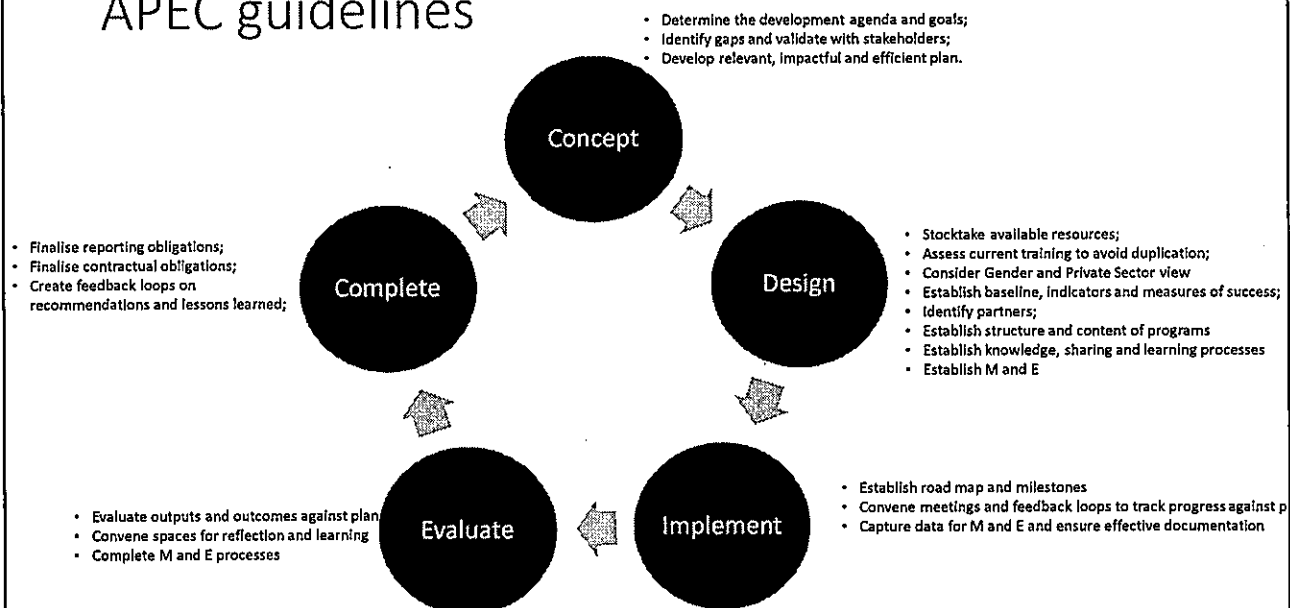 APEC guidelines
• Determine the development agenda and goals;
• Identify gaps and validate with stakeholders;
• Develop relevant, impactful and efficient plan.
Concept
• Stocktake available resources;
• Assess current training to avoid duplication;
• Consider Gender and Private Sector view
• Establish baseline, indicators and measures of success;
• Identify partners;
• Establish structure and content of programs
• Establish knowledge, sharing and learning processes
• Establish M and E
Design
• Establish road map and milestones
• Convene meetings and feedback loops to track progress against p
• Capture data for M and E and ensure effective documentation
Implement
• Evaluate outputs and outcomes against plan
• Convene spaces for reflection and learning
• Complete M and E processes
Evaluate
• Finalise reporting obligations;
• Finalise contractual obligations;
• Create feedback loops on
recommendations and lessons learned;
Complete